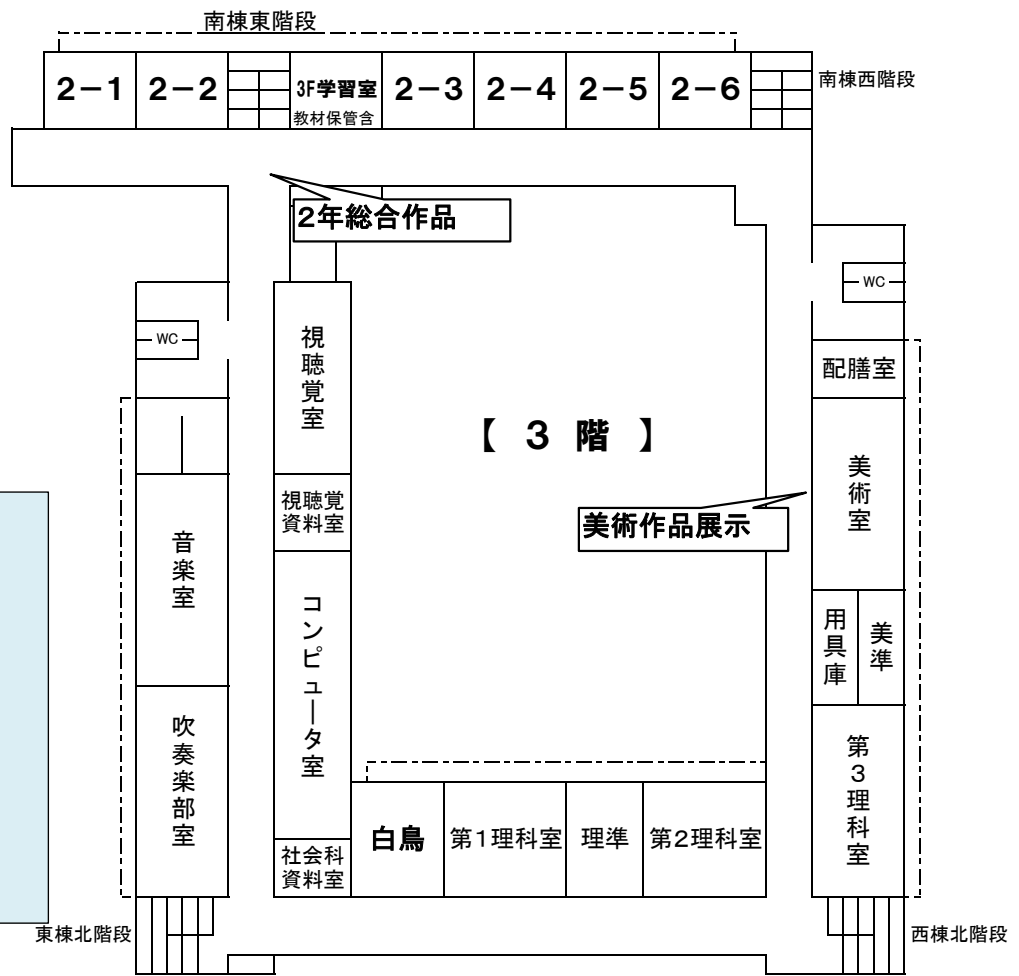 南棟東階段
2－1
2－2
3F学習室
教材保管含
2－3
2－4
2－5
2－6
南棟西階段
2年総合作品
WC
WC
視聴覚室
配膳室
【 3 階 】
美術室
視聴覚
資料室
美術作品展示
音楽室
コンピュータ室
用具庫
美準
吹奏楽部室
第3理科室
白鳥
第1理科室
理準
第2理科室
社会科
資料室
東棟北階段
西棟北階段